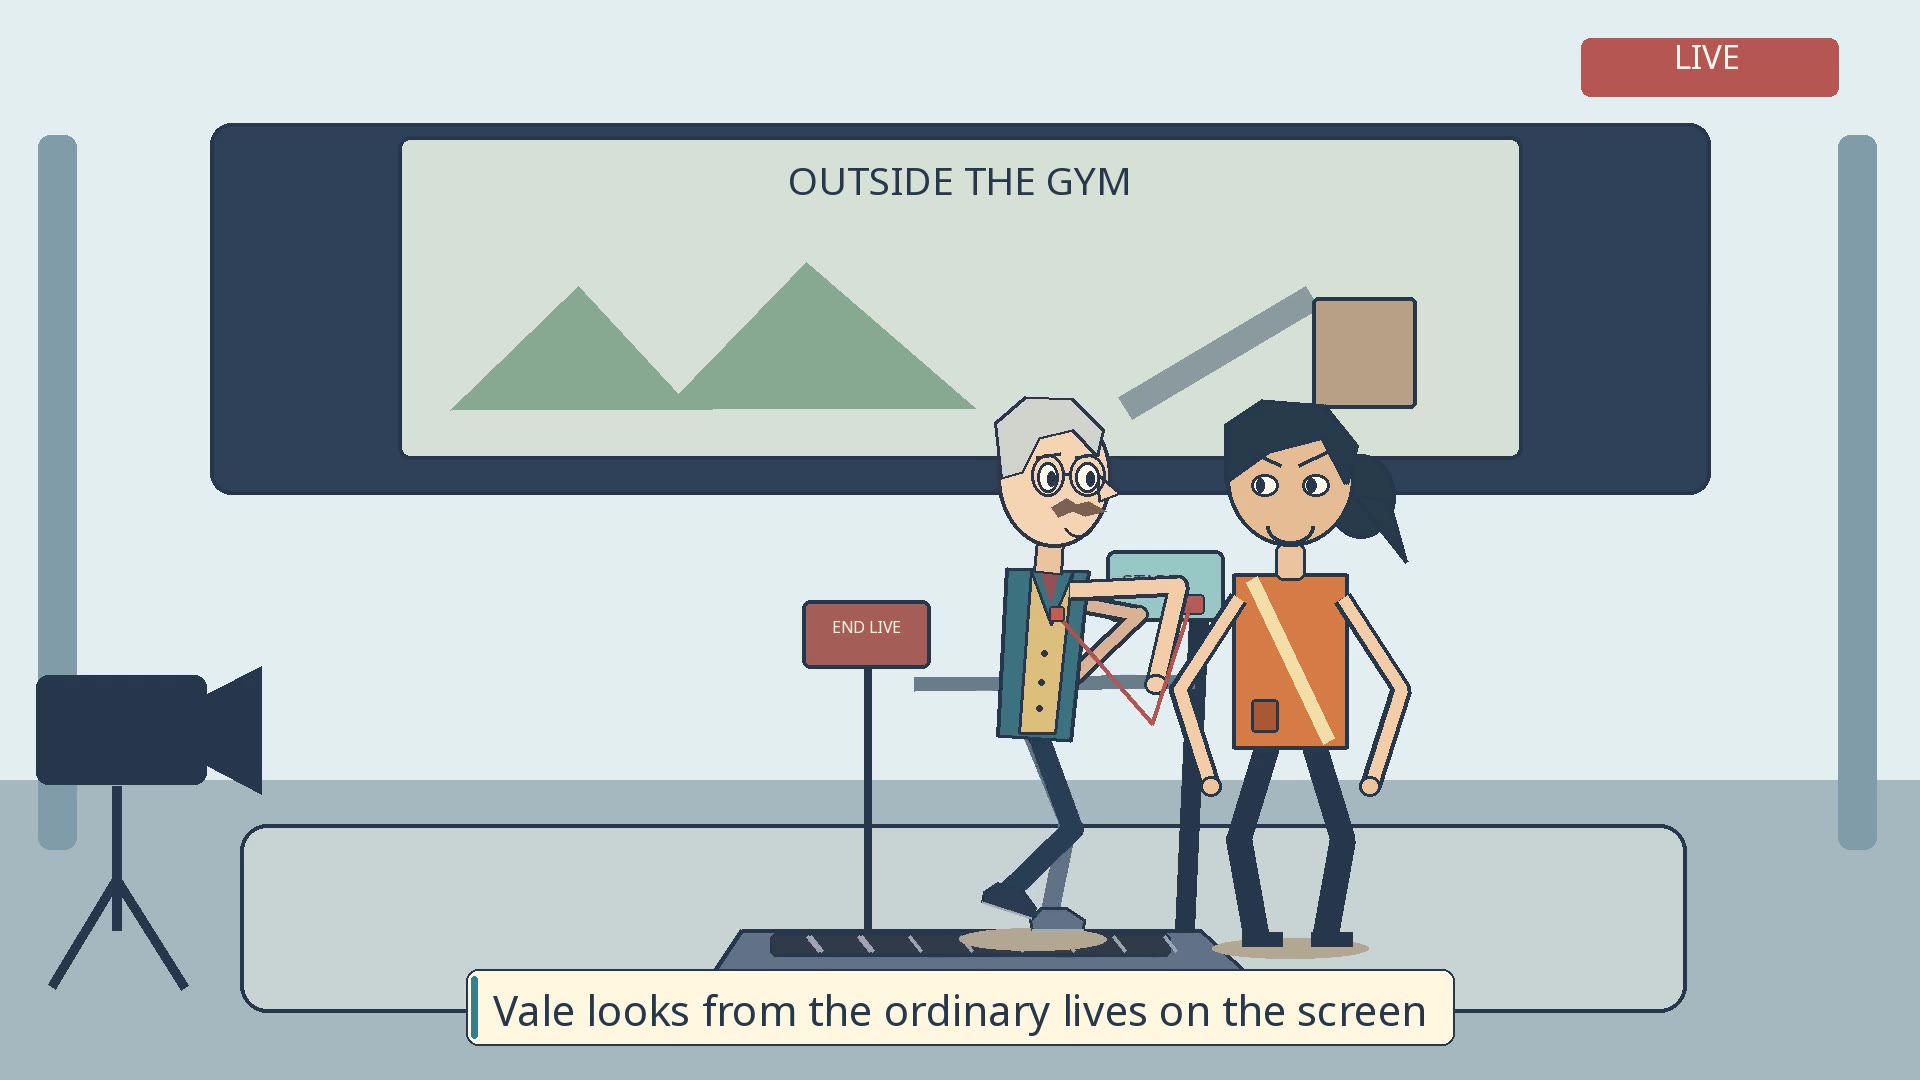 LIVE
OUTSIDE THE GYM
END LIVE
Vale looks from the ordinary lives on the screen